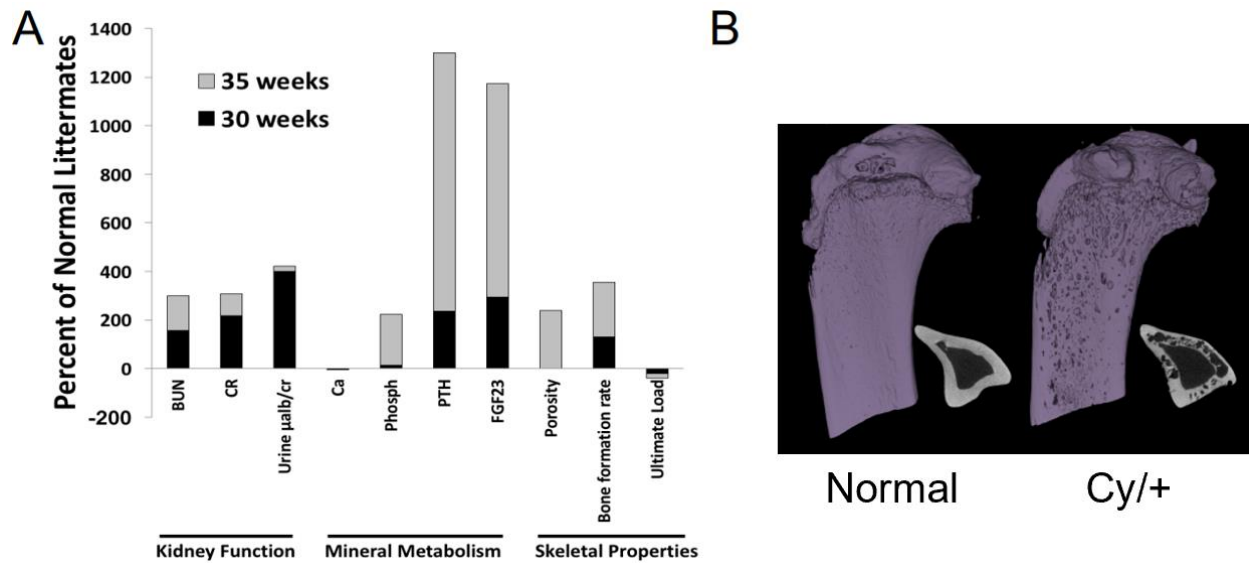 A
Percent of Normal Littermates
1400
1200
1000
800
600
400
200
0
-200
35 weeks
30 weeks
BUN
CR
Urine µalb/cr
Ca
Phosph
PTH
FGF23
Porosity
Bone formation rate
Ultimate Load
Kidney Function
Mineral Metabolism
Skeletal Properties
B
Normal
Cy/+